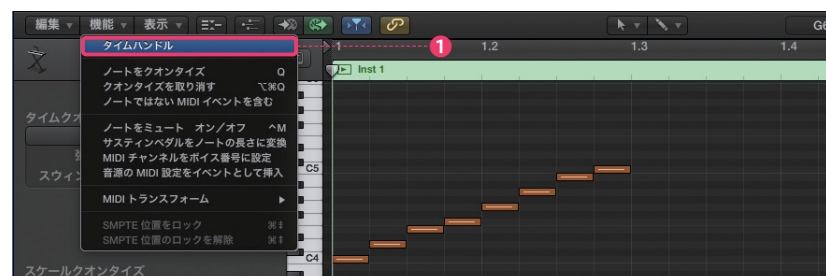 編集 機能 表示
G6
タイムハンドル
1
1 1.2 1.3 1.4
Inst 1
ノートをクオンタイズ Q
クオンタイズを取り消す ⌥⌘Q
ノートではない MIDI イベントを含む
タイムクオ
ノートをミュート オン/オフ ^M
サスティンペダルをノートの長さに変換
MIDI チャンネルをボイス番号に設定
音源の MIDI 設定をイベントとして挿入
スウィン
C5
MIDI トランスフォーム
SMPTE 位置をロック ⌘⇞
SMPTE 位置のロックを解除
C4
スケールクオンタイズ